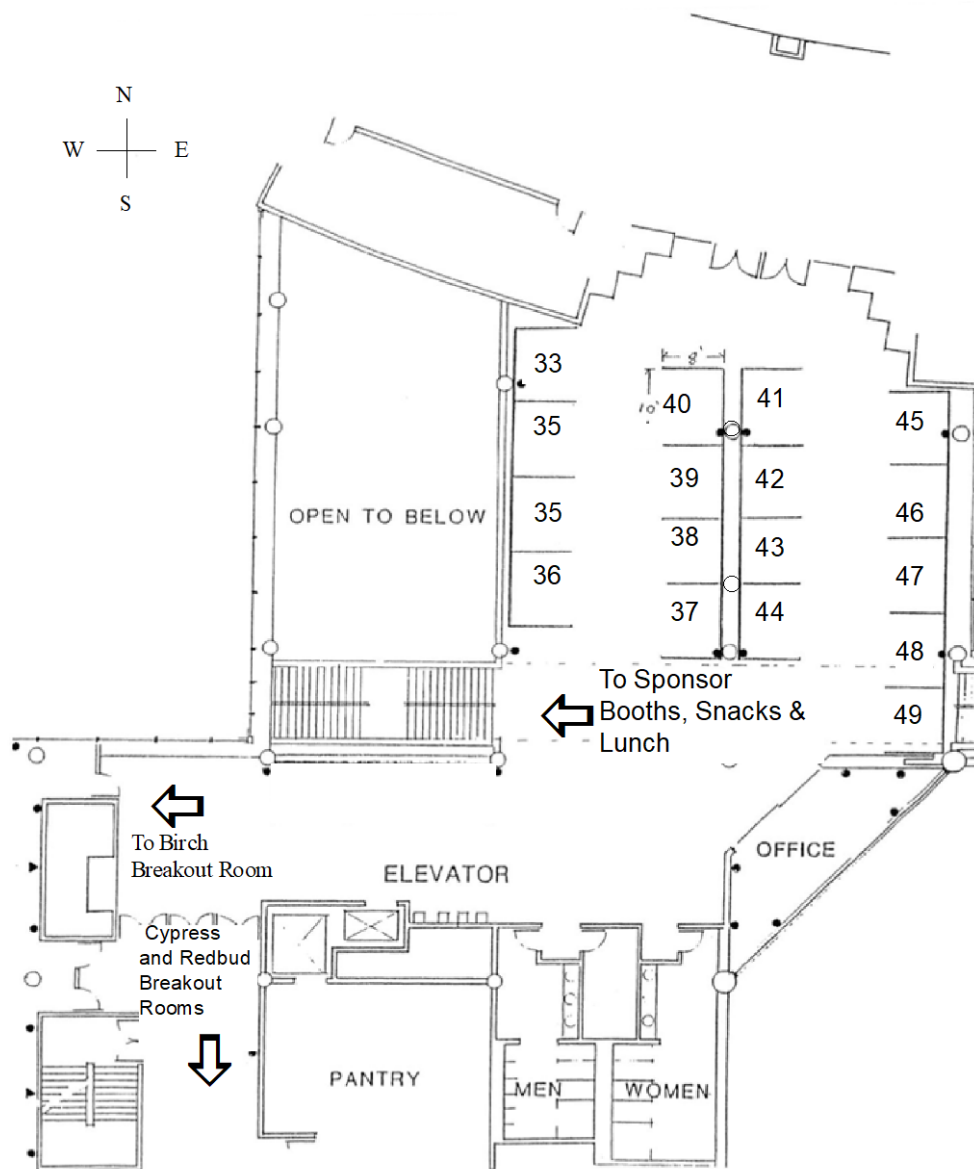 N
W E
S
8'
10'
33
40
41
45
35
39
42
46
35
38
43
47
36
37
44
48
49
OPEN TO BELOW
To Sponsor
Booths, Snacks &
Lunch
To Birch
Breakout Room
ELEVATOR
OFFICE
Cypress
and Redbud
Breakout
Rooms
PANTRY
MEN
WOMEN